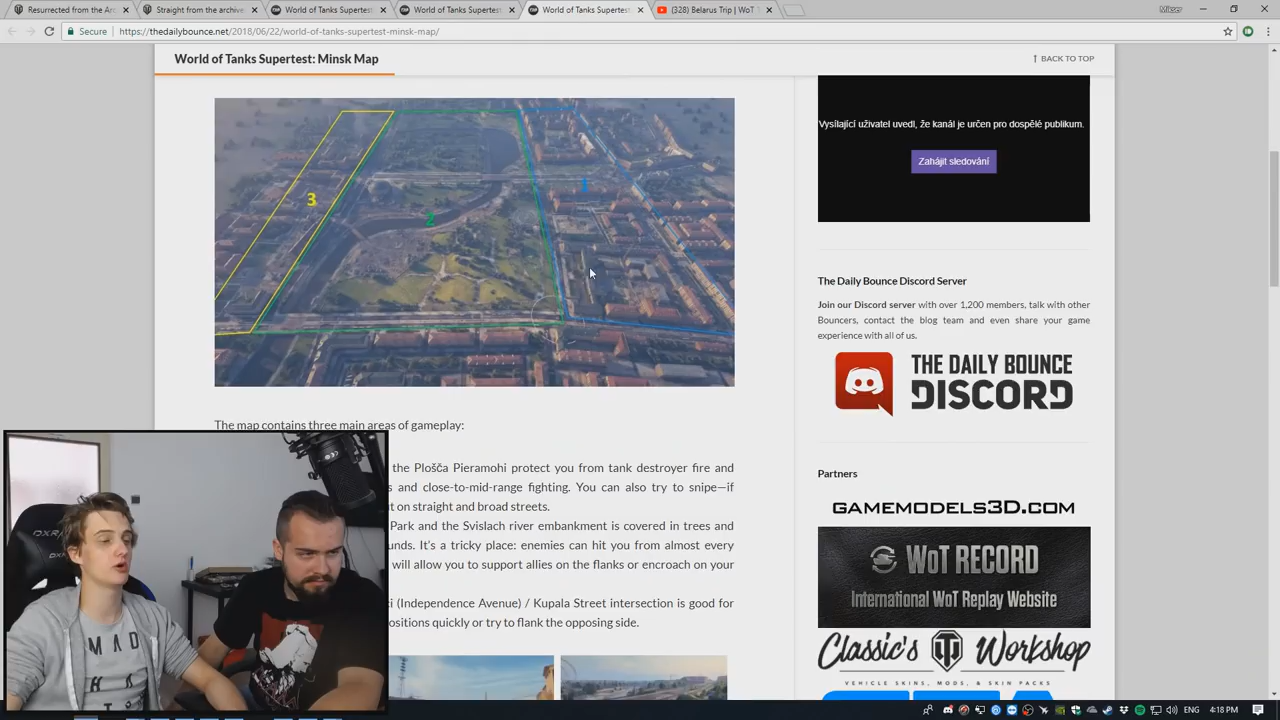 Resurrected from the Arc
Straight from the archive
World of Tanks Supertest:
World of Tanks Supertest:
World of Tanks Supertest:
(328) Belarus Trip | WoT
Secure
https://thedailybounce.net/2018/06/22/world-of-tanks-supertest-minsk-map/
World of Tanks Supertest: Minsk Map
BACK TO TOP
3
2
1
The map contains three main areas of gameplay:
the Plošča Pieramohi protect you from tank destroyer fire and
and close-to-mid-range fighting. You can also try to snipe—if
on straight and broad streets.
Park and the Svislach river embankment is covered in trees and
It's a tricky place: enemies can hit you from almost every
will allow you to support allies on the flanks or encroach on your
(Independence Avenue) / Kupala Street intersection is good for
ositions quickly or try to flank the opposing side.
Vysílající uživatel uvedl, že kanál je určen pro dospělé publikum.
Zahájit sledování
The Daily Bounce Discord Server
Join our Discord server with over 1,200 members, talk with other
Bouncers, contact the blog team and even share your game
experience with all of us.
THE DAILY BOUNCE
DISCORD
Partners
GAMEMODELS3D.COM
WoT RECORD
International WoT Replay Website
Classic's Workshop
VEHICLE SKINS, MODS, & SKIN PACKS
DXR
MAD
ENG
4:18 PM